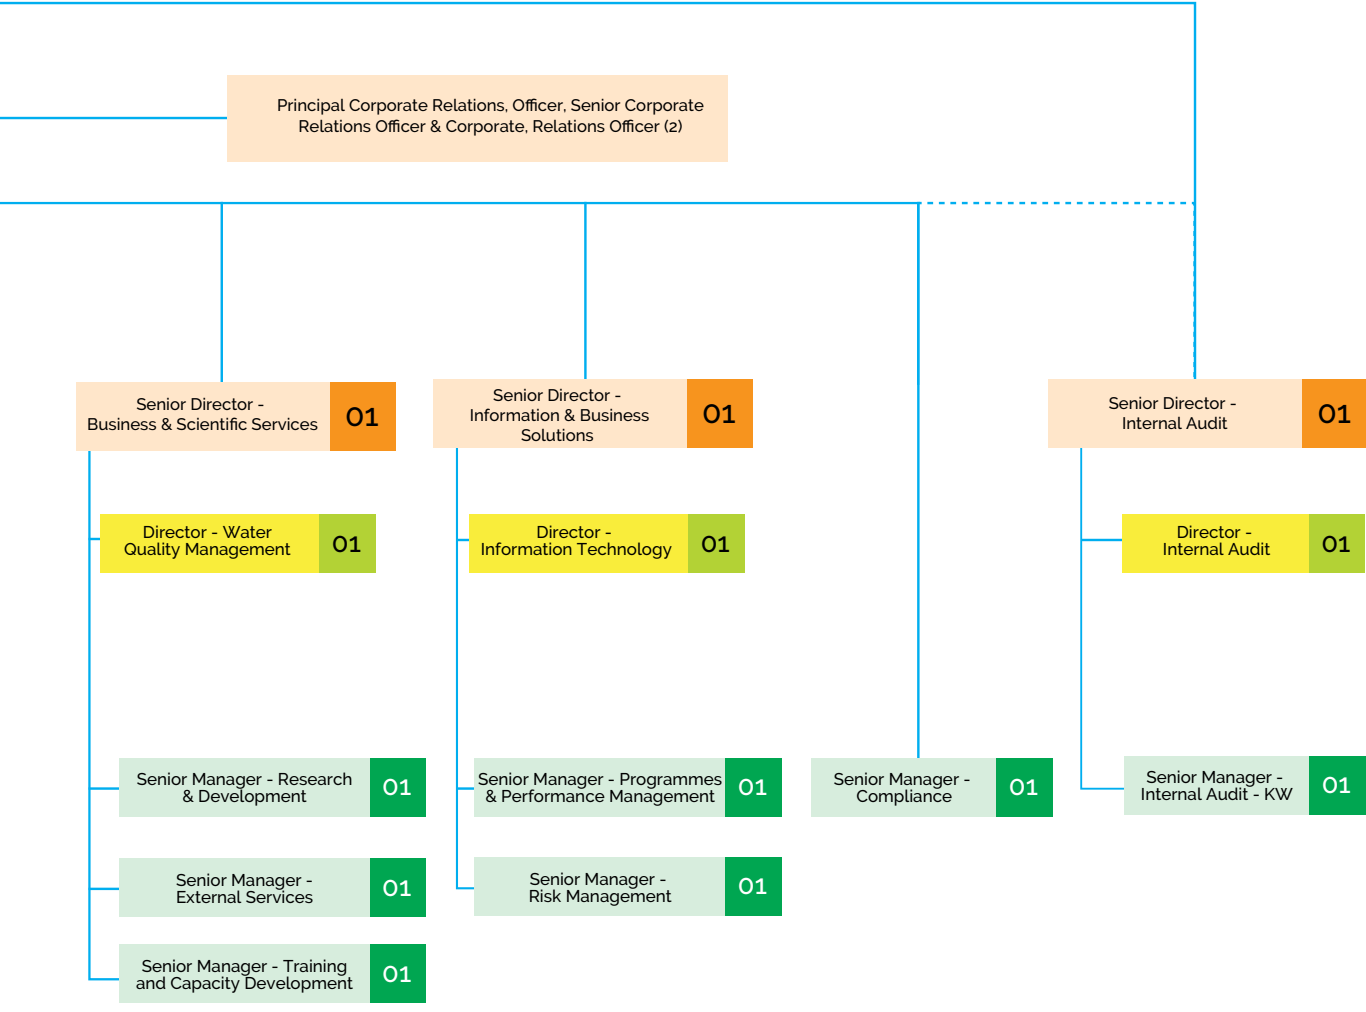 Principal Corporate Relations, Officer, Senior Corporate
Relations Officer & Corporate, Relations Officer (2)
Senior Director -
Business & Scientific Services
01
Senior Director -
Information & Business
Solutions
01
Senior Director -
Internal Audit
01
Director - Water
Quality Management
01
Director -
Information Technology
01
Director -
Internal Audit
01
Senior Manager - Research
& Development
01
Senior Manager - Programmes
& Performance Management
01
Senior Manager -
Compliance
01
Senior Manager -
Internal Audit - KW
01
Senior Manager -
External Services
01
Senior Manager -
Risk Management
01
Senior Manager - Training
and Capacity Development
01